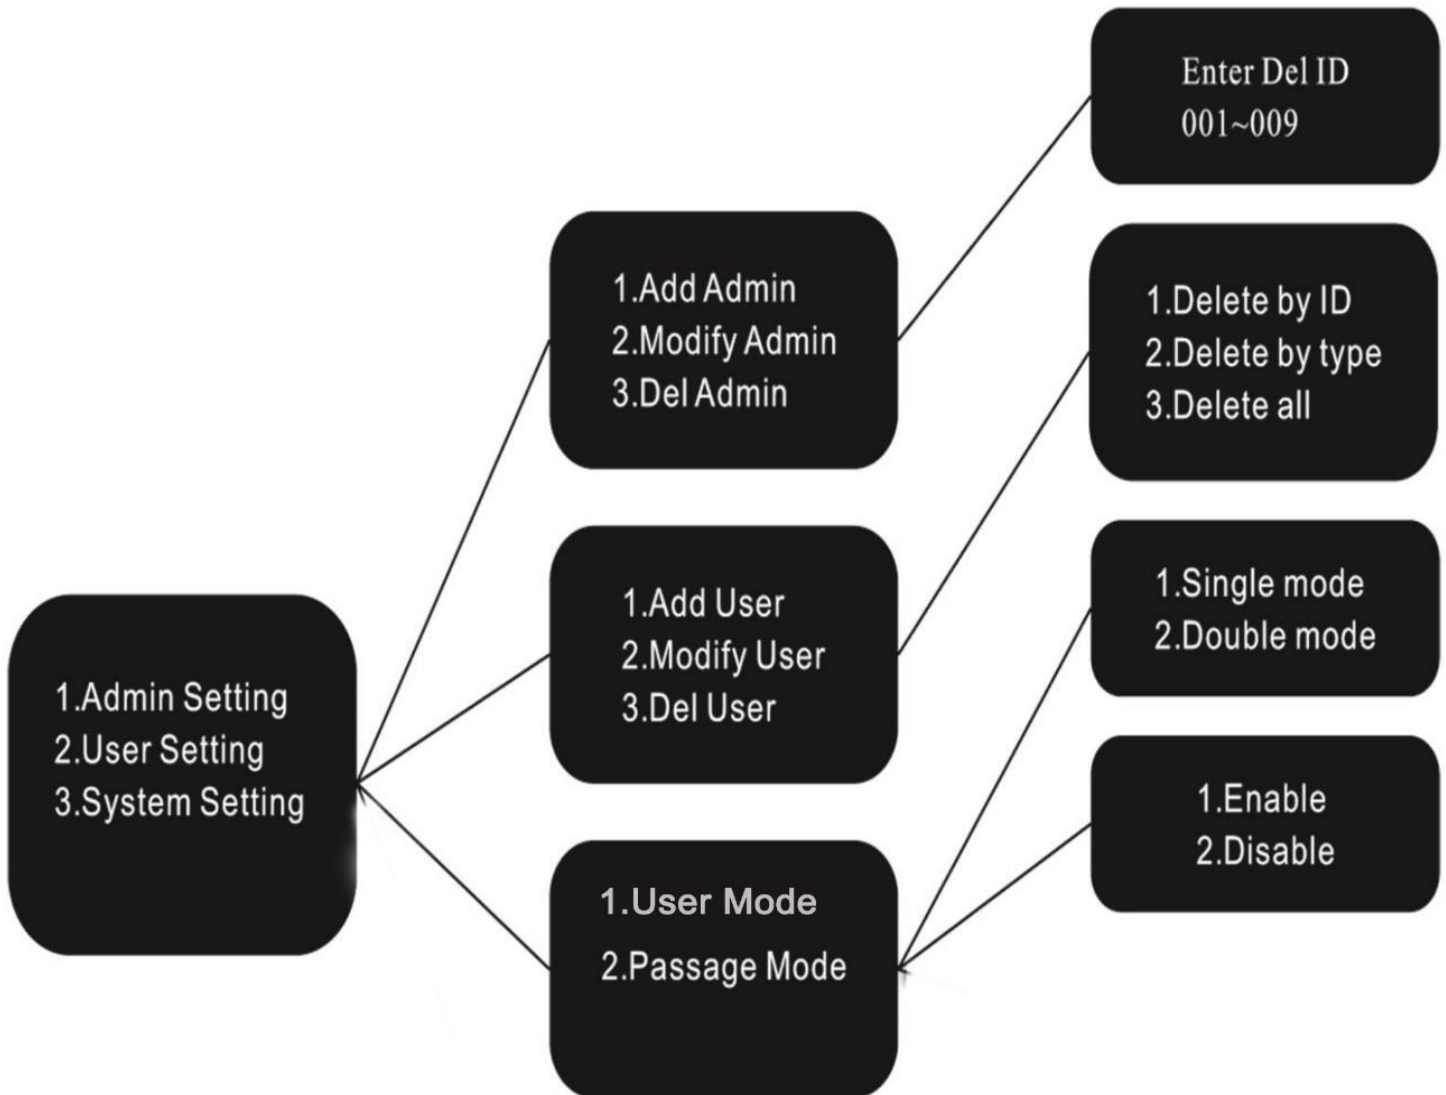 1.Admin Setting
2.User Setting
3.System Setting
1.Add Admin
2.Modify Admin
3.Del Admin
1.Add User
2.Modify User
3.Del User
1.User Mode
2.Passage Mode
Enter Del ID
001~009
1.Delete by ID
2.Delete by type
3.Delete all
1.Single mode
2.Double mode
1.Enable
2.Disable